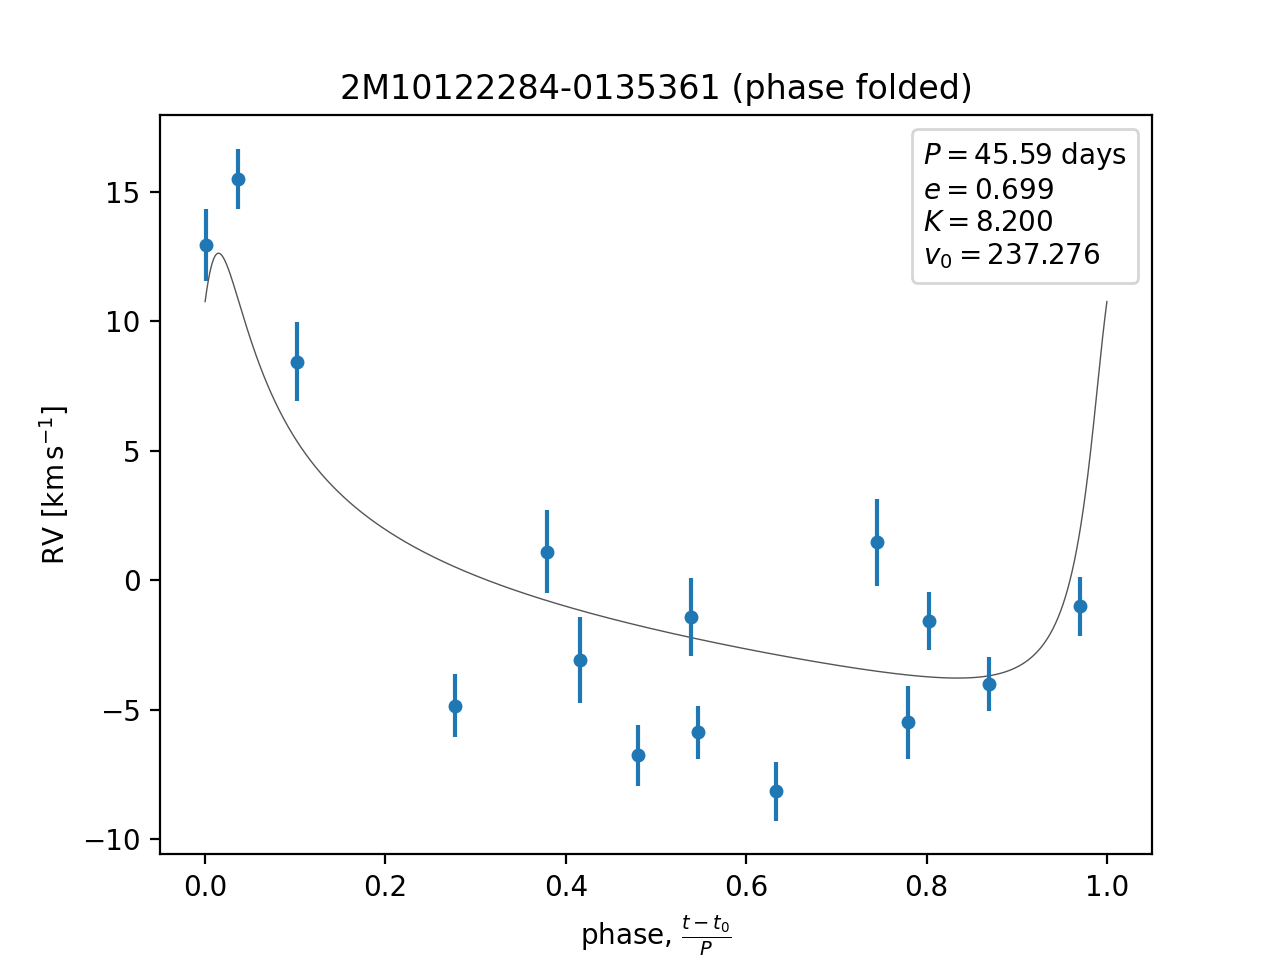 2M10122284-0135361 (phase folded)
P = 45.59 days
e = 0.699
K = 8.200
v₀ = 237.276
RV [km s⁻¹]
15
10
5
0
−5
−10
0.0 0.2 0.4 0.6 0.8 1.0
phase, (t − t₀)/P